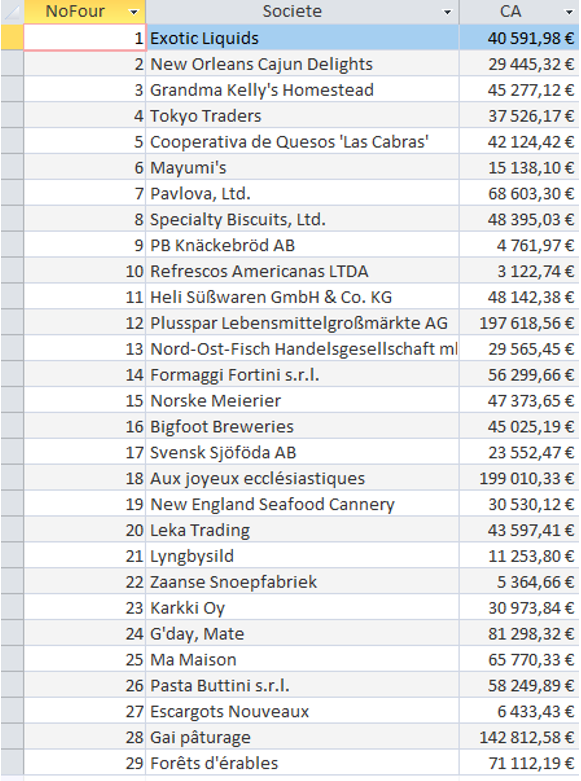 NoFour Societe CA
1 Exotic Liquids 40 591,98 €
2 New Orleans Cajun Delights 29 445,32 €
3 Grandma Kelly's Homestead 45 277,12 €
4 Tokyo Traders 37 526,17 €
5 Cooperativa de Quesos 'Las Cabras' 42 124,42 €
6 Mayumi's 15 138,10 €
7 Pavlova, Ltd. 68 603,30 €
8 Specialty Biscuits, Ltd. 48 395,03 €
9 PB Knäckebröd AB 4 761,97 €
10 Refrescos Americanas LTDA 3 122,74 €
11 Heli Süßwaren GmbH & Co. KG 48 142,38 €
12 Plusspar Lebensmittelgroßmärkte AG 197 618,56 €
13 Nord-Ost-Fisch Handelsgesellschaft 29 565,45 €
14 Formaggi Fortini s.r.l. 56 299,66 €
15 Norske Meierier 47 373,65 €
16 Bigfoot Breweries 45 025,19 €
17 Svensk Sjöföda AB 23 552,47 €
18 Aux joyeux ecclésiastiques 199 010,33 €
19 New England Seafood Cannery 30 530,12 €
20 Leka Trading 43 597,41 €
21 Lyngbysild 11 253,80 €
22 Zaanse Snoepfabriek 5 364,66 €
23 Karkki Oy 30 973,84 €
24 G'day, Mate 81 298,32 €
25 Ma Maison 65 770,33 €
26 Pasta Buttini s.r.l. 58 249,89 €
27 Escargots Nouveaux 6 433,43 €
28 Gai pâturage 142 812,58 €
29 Forêts d'érables 71 112,19 €